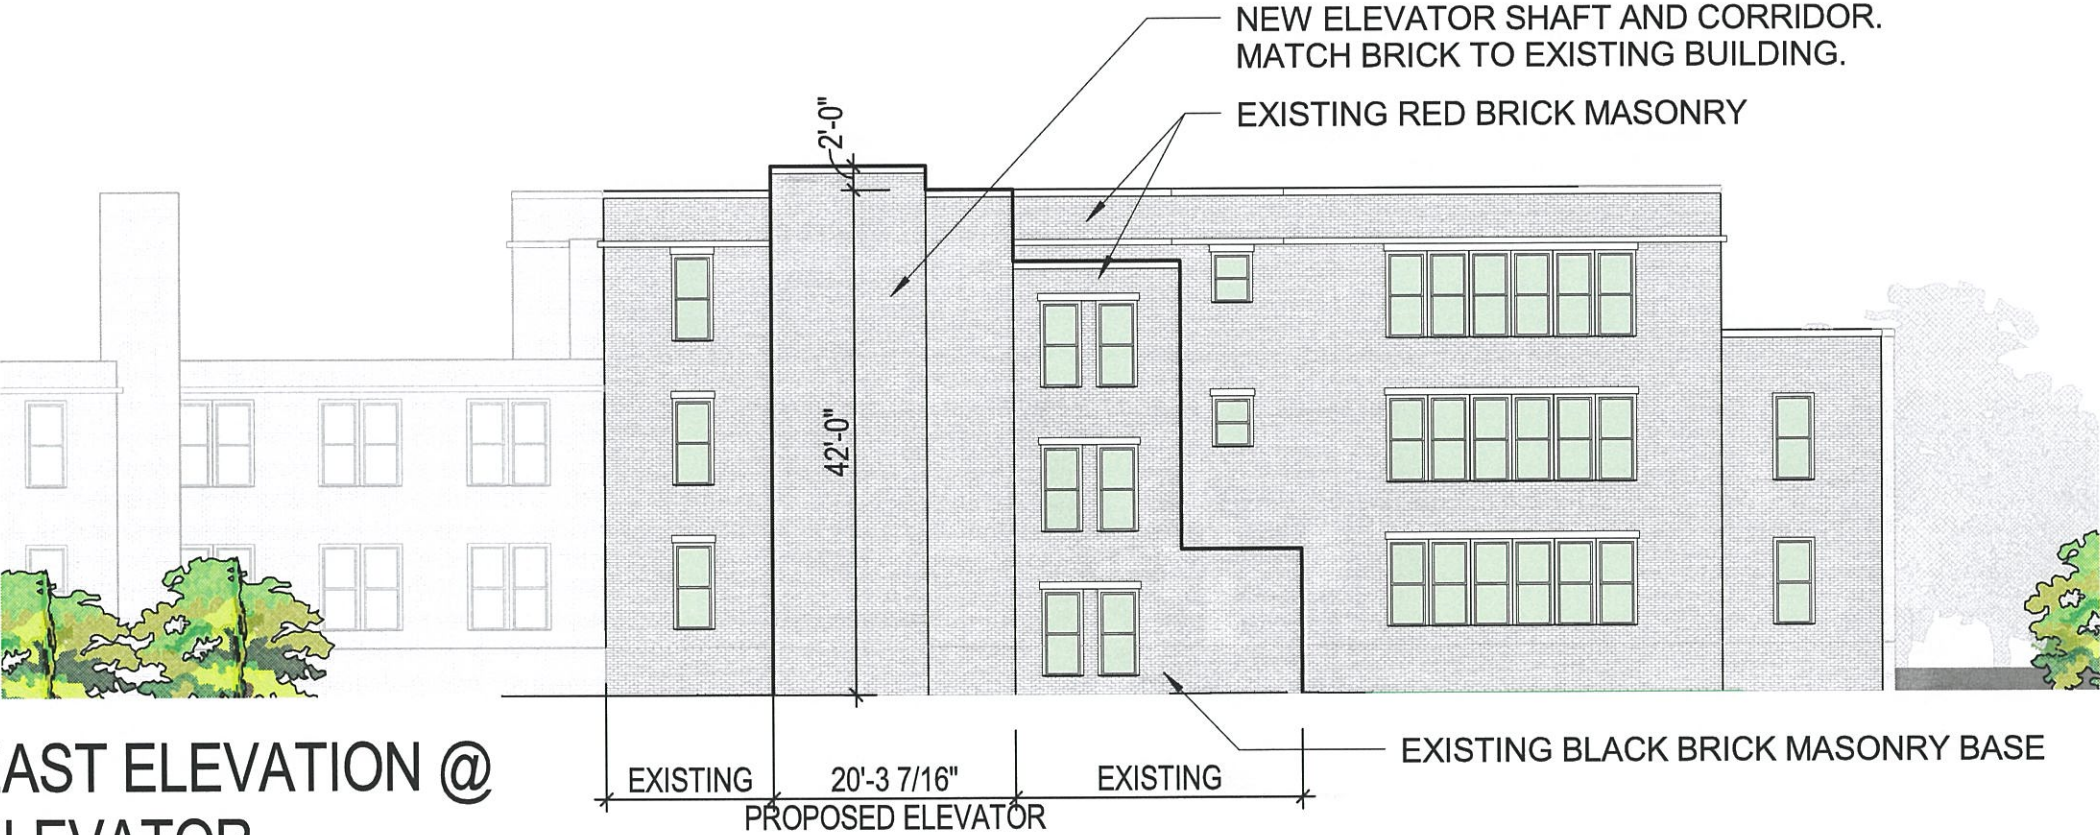 NEW ELEVATOR SHAFT AND CORRIDOR.
MATCH BRICK TO EXISTING BUILDING.
EXISTING RED BRICK MASONRY
2'-0"
42'-0"
EXISTING BLACK BRICK MASONRY BASE
EXISTING
20'-3 7/16"
EXISTING
PROPOSED ELEVATOR
AST ELEVATION @
LEVATOR